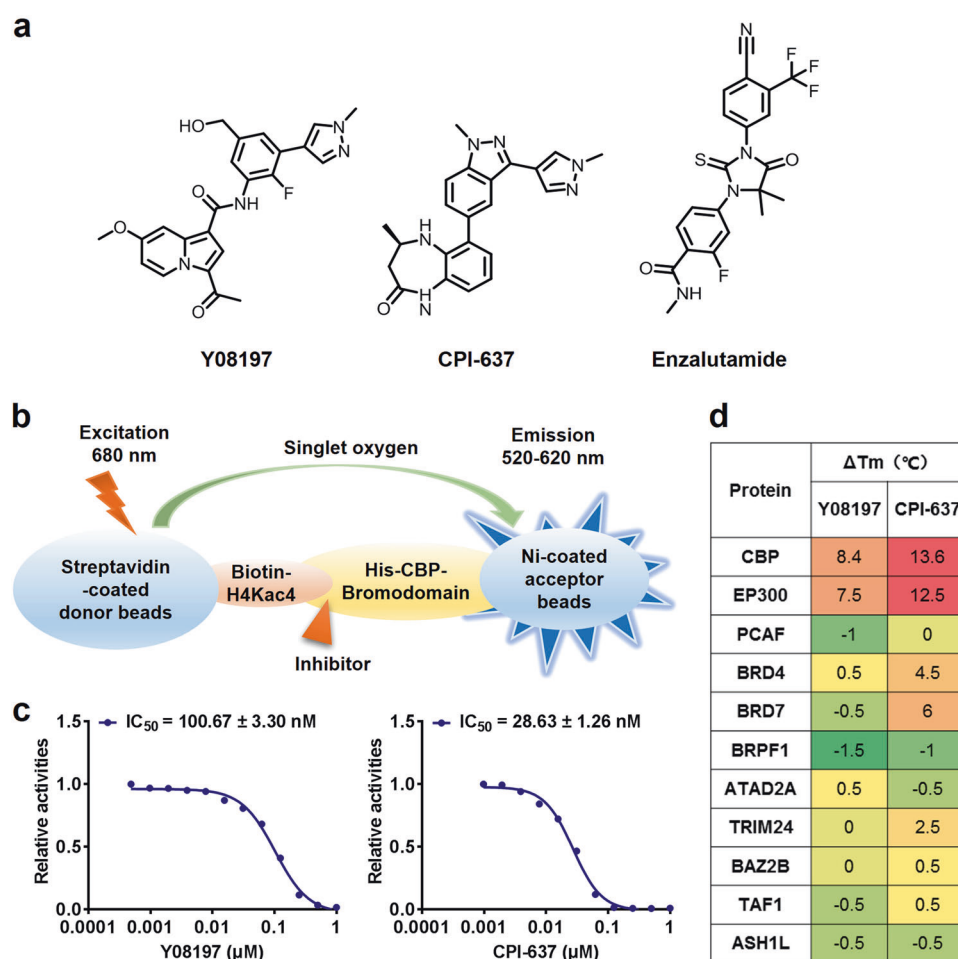 a
HO
F
N
N
O
NH
O
N
O
Y08197
N
N
N
N
H
N
O
H
N
CPI-637
N
F
F
F
S
N
O
N
O
F
NH
Enzalutamide
b
Excitation
680 nm
Singlet oxygen
Emission
520-620 nm
Streptavidin
-coated
donor beads
Biotin-
H4Kac4
His-CBP-
Bromodomain
Ni-coated
acceptor
beads
Inhibitor
c
IC50 = 100.67 ± 3.30 nM
Relative activities
1.5
1.0
0.5
0.0
0.0001 0.001 0.01 0.1 1
Y08197 (μM)
IC50 = 28.63 ± 1.26 nM
Relative activities
1.5
1.0
0.5
0.0
0.0001 0.001 0.01 0.1 1
CPI-637 (μM)
d
Protein ΔTm (℃)
Y08197 CPI-637
CBP 8.4 13.6
EP300 7.5 12.5
PCAF -1 0
BRD4 0.5 4.5
BRD7 -0.5 6
BRPF1 -1.5 -1
ATAD2A 0.5 -0.5
TRIM24 0 2.5
BAZ2B 0 0.5
TAF1 -0.5 0.5
ASH1L -0.5 -0.5